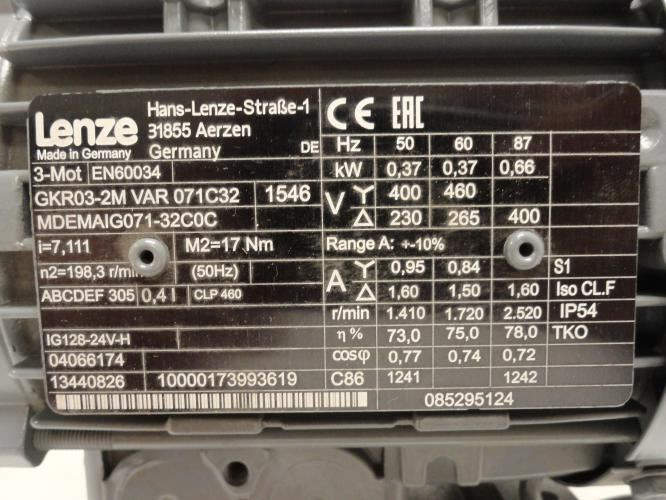 Lenze Hans-Lenze-Straße-1
31855 Aerzen
Made in Germany Germany DE
CE EAC
Hz 50 60 87
3-Mot EN60034 kW 0,37 0,37 0,66
GKR03-2M VAR 071C32 1546 V Y 400 460
MDEMAIG071-32C0C Δ 230 265 400
i=7,111 M2=17 Nm Range A: +-10%
n2=198,3 r/min (50Hz) A Y 0,95 0,84 S1
ABCDEF 305 0,4 l CLP 460 Δ 1,60 1,50 1,60 Iso CL.F
r/min 1.410 1.720 2.520 IP54
IG128-24V-H η % 73,0 75,0 78,0 TKO
04066174 cosφ 0,77 0,74 0,72
13440826 10000173993619 C86 1241 1242
085295124